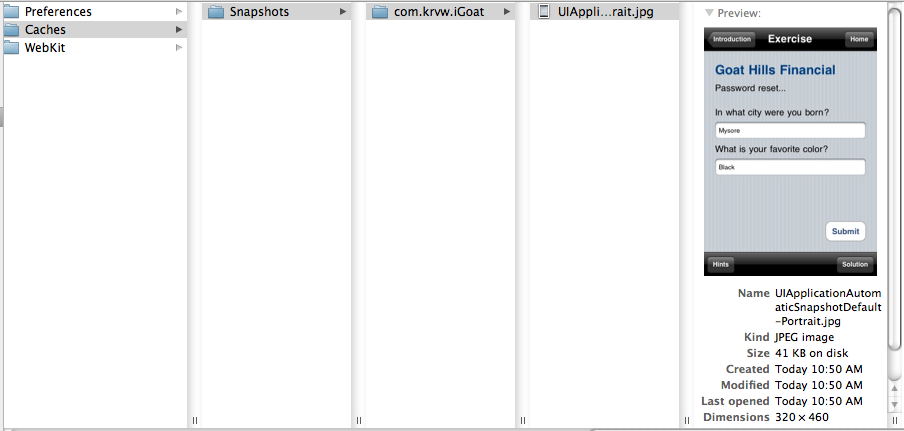 Preferences
Caches
WebKit
Snapshots
com.krvw.iGoat
UIAppli...rait.jpg
Preview:
Introduction
Exercise
Home
Goat Hills Financial
Password reset...
In what city were you born?
Mysore
What is your favorite color?
Black
Submit
Hints
Solution
Name UIApplicationAutom
aticSnapshotDefault
-Portrait.jpg
Kind JPEG image
Size 41 KB on disk
Created Today 10:50 AM
Modified Today 10:50 AM
Last opened Today 10:50 AM
Dimensions 320 × 460